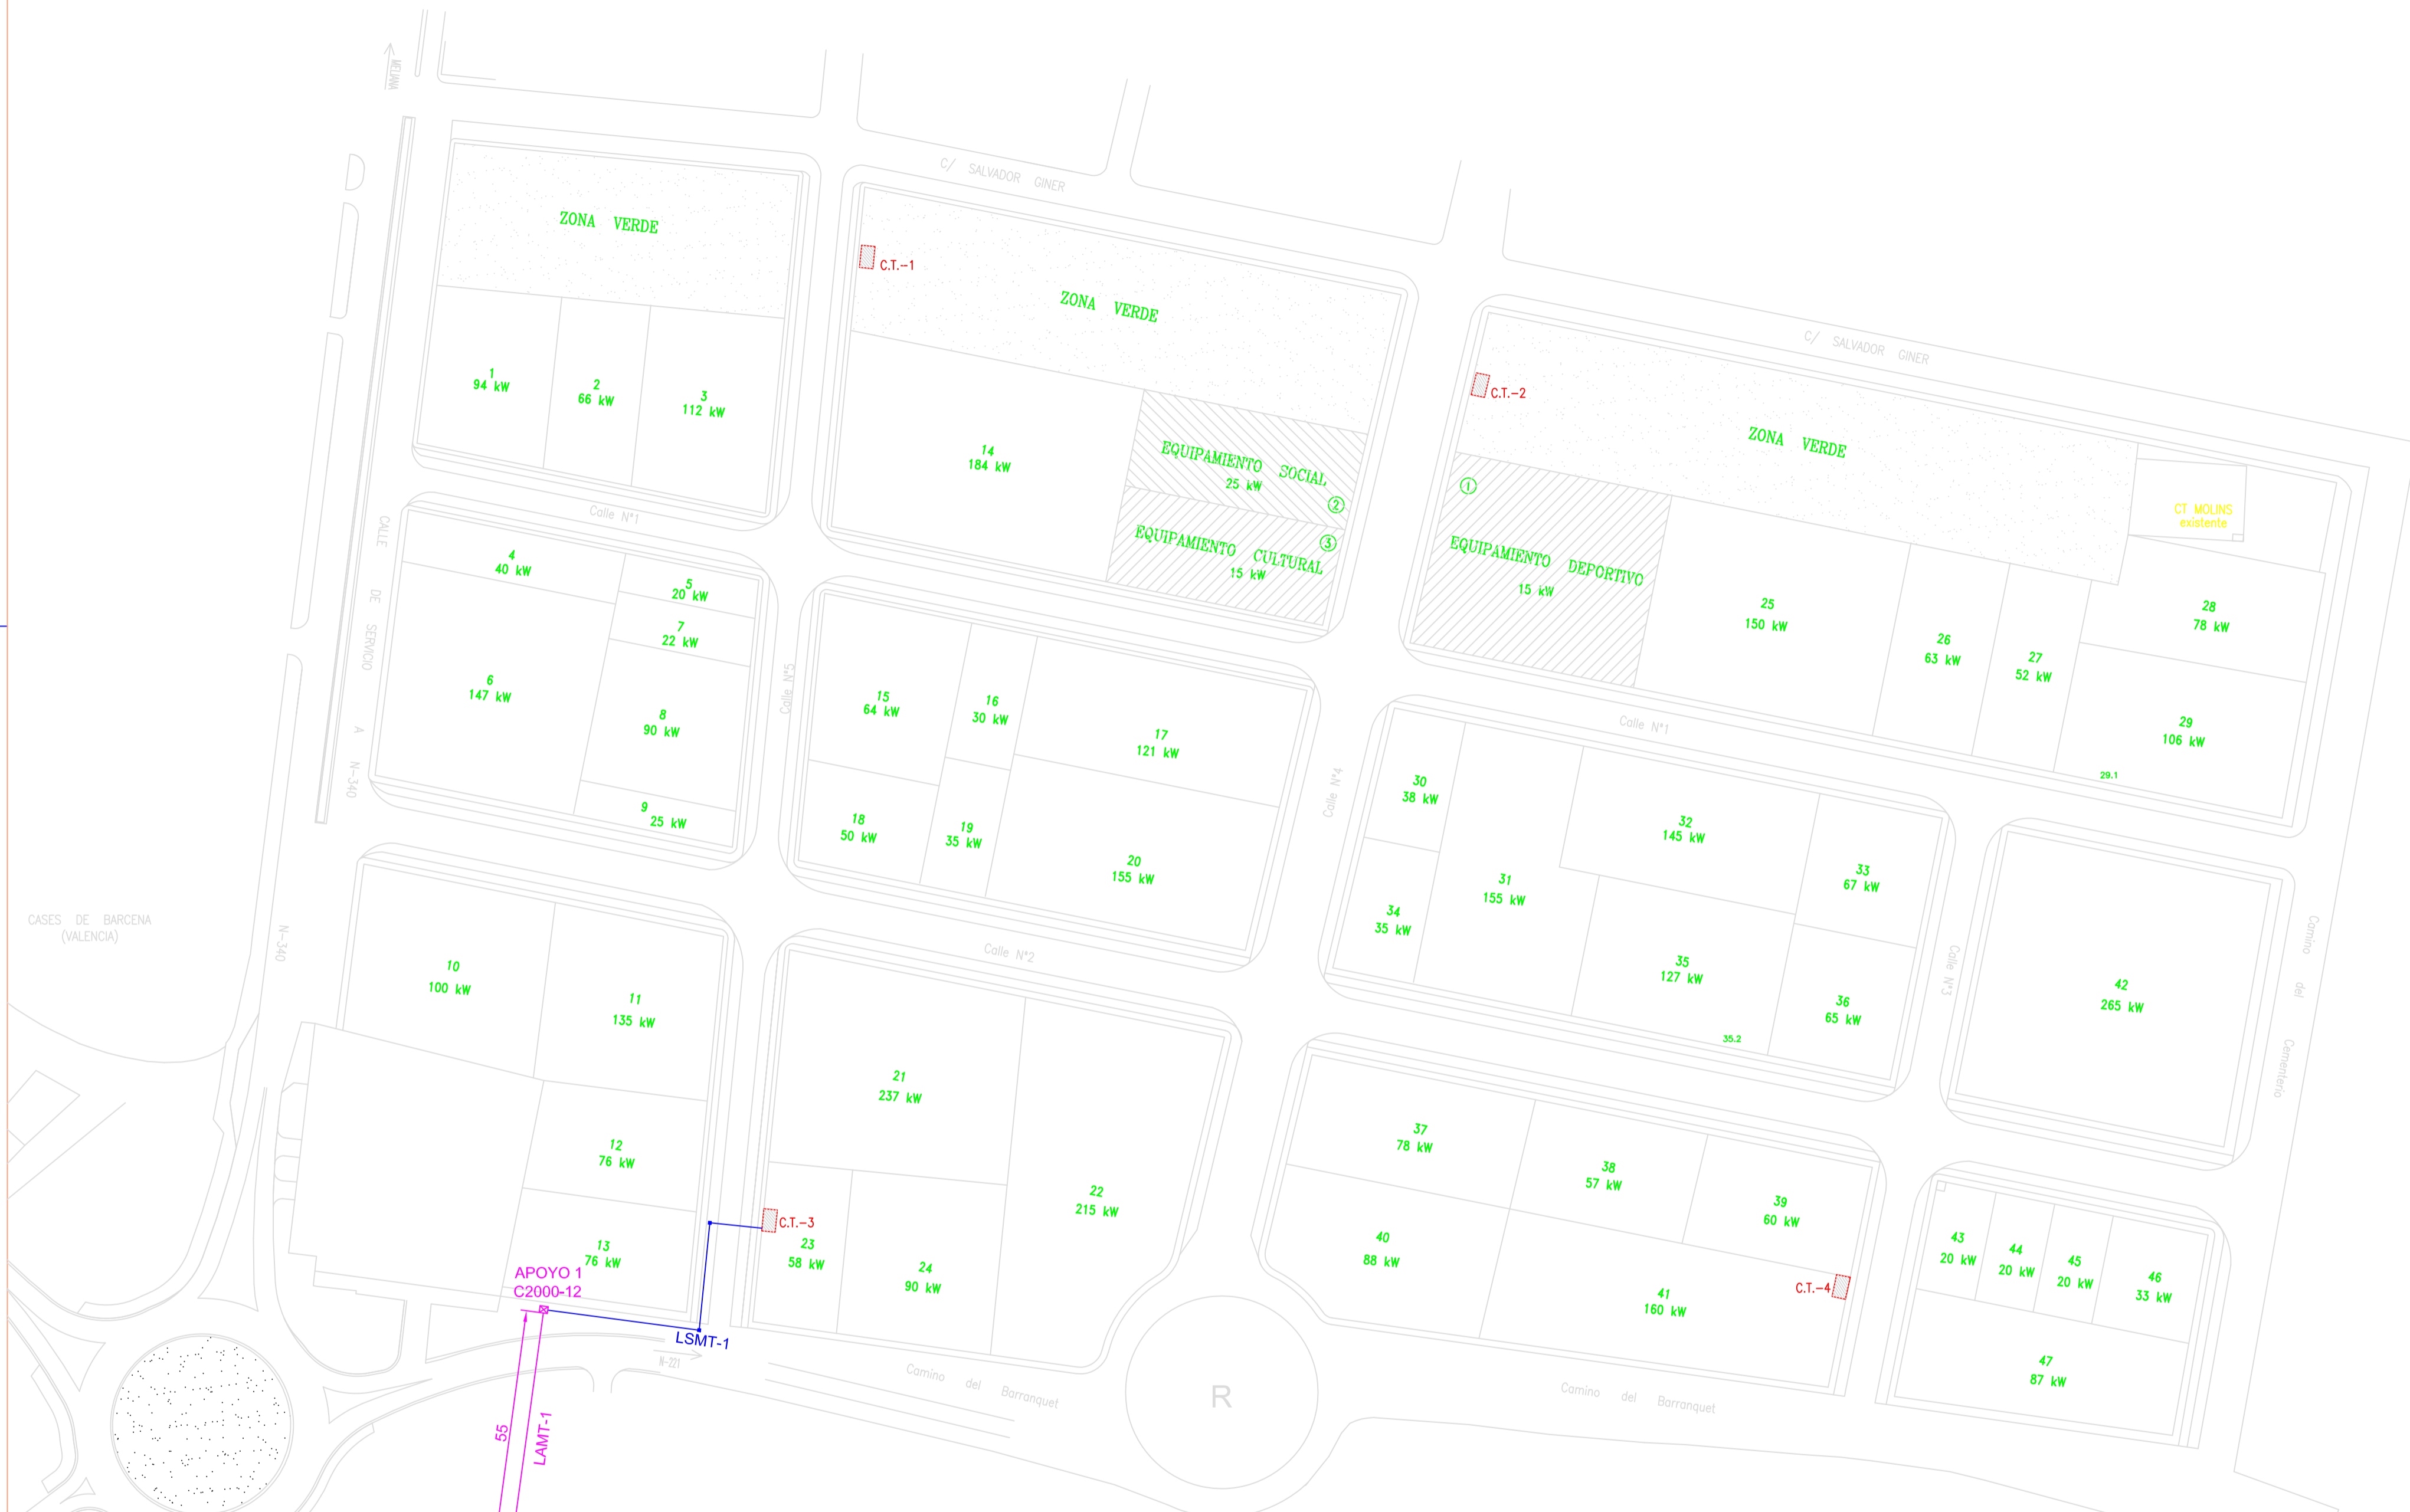 MELIANA
C/ SALVADOR GINER
ZONA VERDE
C.T.-1
ZONA VERDE
C/ SALVADOR GINER
1
94 kW
2
66 kW
3
112 kW
C.T.-2
ZONA VERDE
14
184 kW
EQUIPAMIENTO SOCIAL
25 kW
2
EQUIPAMIENTO CULTURAL
15 kW
3
1
EQUIPAMIENTO DEPORTIVO
15 kW
CT MOLINS
existente
Calle Nº1
CALLE DE SERVICIO A N-340
4
40 kW
5
20 kW
7
22 kW
6
147 kW
8
90 kW
9
25 kW
Calle Nº5
15
64 kW
16
30 kW
17
121 kW
18
50 kW
19
35 kW
20
155 kW
25
150 kW
26
63 kW
27
52 kW
28
78 kW
29
106 kW
29.1
Calle Nº1
Calle Nº4
30
38 kW
31
155 kW
32
145 kW
33
67 kW
34
35 kW
35
127 kW
36
65 kW
35.2
CASES DE BARCENA
(VALENCIA)
N-340
10
100 kW
11
135 kW
12
76 kW
13
76 kW
Calle Nº2
21
237 kW
22
215 kW
C.T.-3
23
58 kW
24
90 kW
Calle Nº3
42
265 kW
Camino del Cementerio
37
78 kW
38
57 kW
39
60 kW
40
88 kW
C.T.-4
41
160 kW
43
20 kW
44
20 kW
45
20 kW
46
33 kW
47
87 kW
APOYO 1
C2000-12
LSMT-1
N-221
Camino del Barranquet
R
Camino del Barranquet
55
LAMT-1